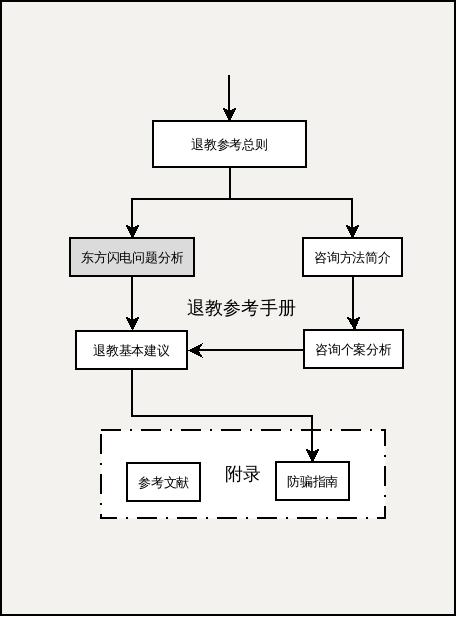 退教参考总则
东方闪电问题分析
咨询方法简介
退教参考手册
退教基本建议
咨询个案分析
附录
参考文献
防骗指南